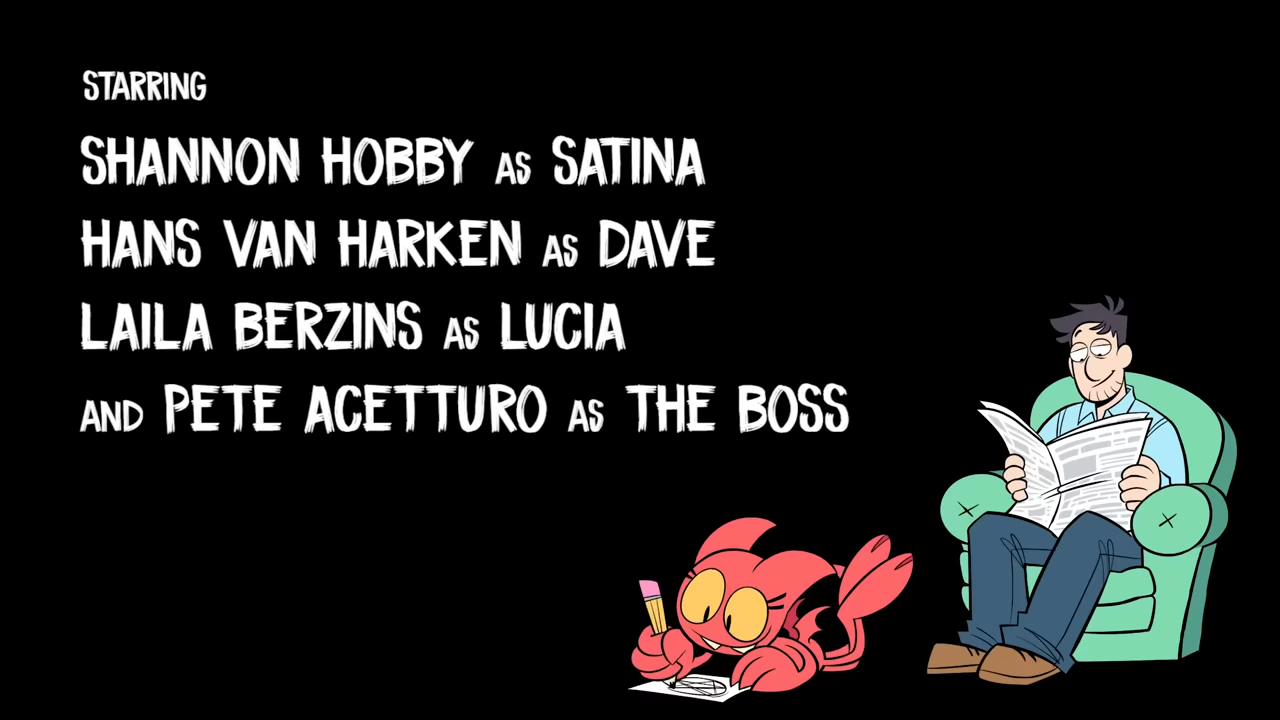 STARRING
SHANNON HOBBY AS SATINA
HANS VAN HARKEN AS DAVE
LAILA BERZINS AS LUCIA
AND PETE ACETTURO AS THE BOSS